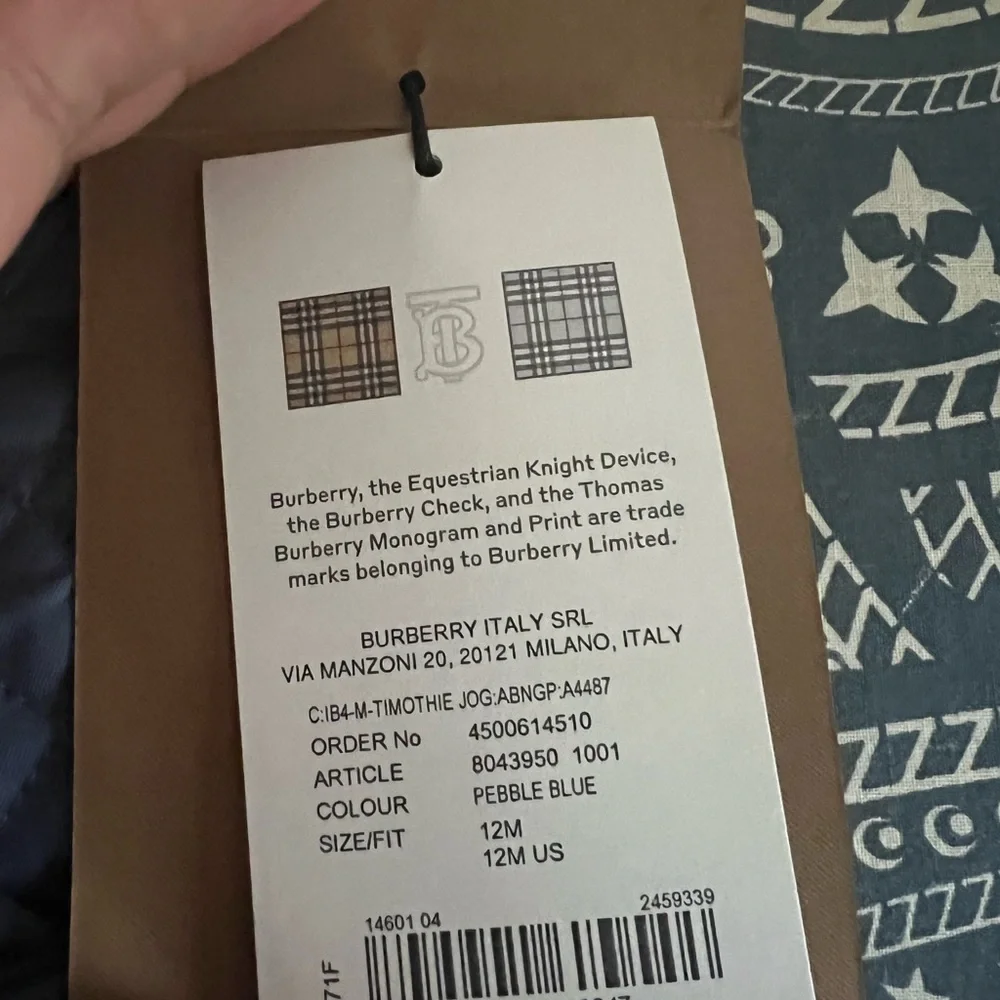 TB
Burberry, the Equestrian Knight Device,
the Burberry Check, and the Thomas
Burberry Monogram and Print are trade
marks belonging to Burberry Limited.
BURBERRY ITALY SRL
VIA MANZONI 20, 20121 MILANO, ITALY
C:IB4-M-TIMOTHIE JOG:ABNGP:A4487
ORDER No 4500614510
ARTICLE 8043950 1001
COLOUR PEBBLE BLUE
SIZE/FIT 12M
12M US
14601 04 2459339
71F